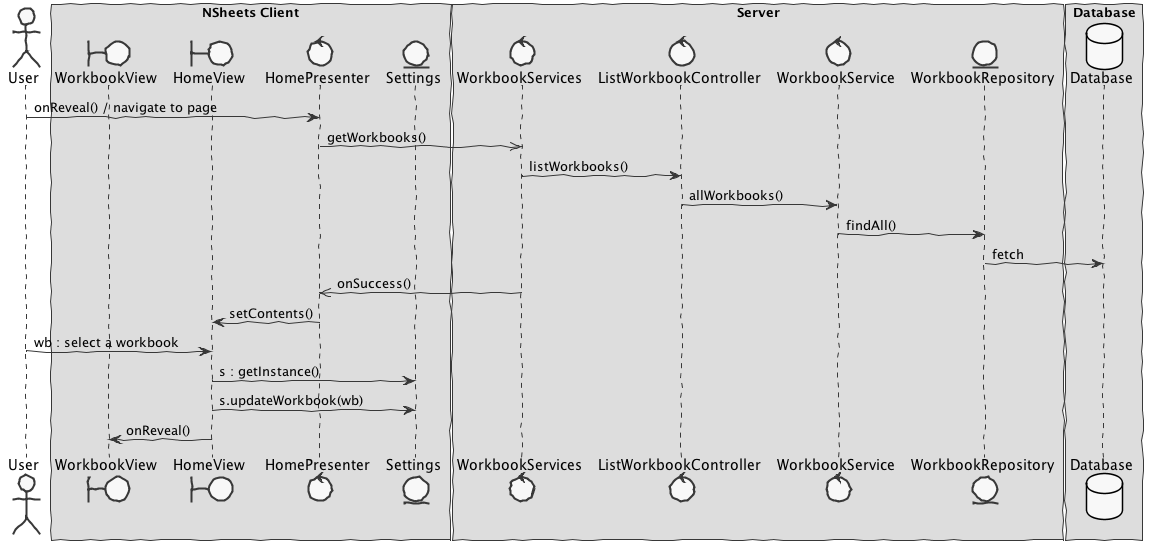 NSheets Client
Server
Database
User
WorkbookView
HomeView
HomePresenter
Settings
WorkbookServices
ListWorkbookController
WorkbookService
WorkbookRepository
Database
onReveal() / navigate to page
getWorkbooks()
listWorkbooks()
allWorkbooks()
findAll()
fetch
onSuccess()
setContents()
wb : select a workbook
s : getInstance()
s.updateWorkbook(wb)
onReveal()
User
WorkbookView
HomeView
HomePresenter
Settings
WorkbookServices
ListWorkbookController
WorkbookService
WorkbookRepository
Database